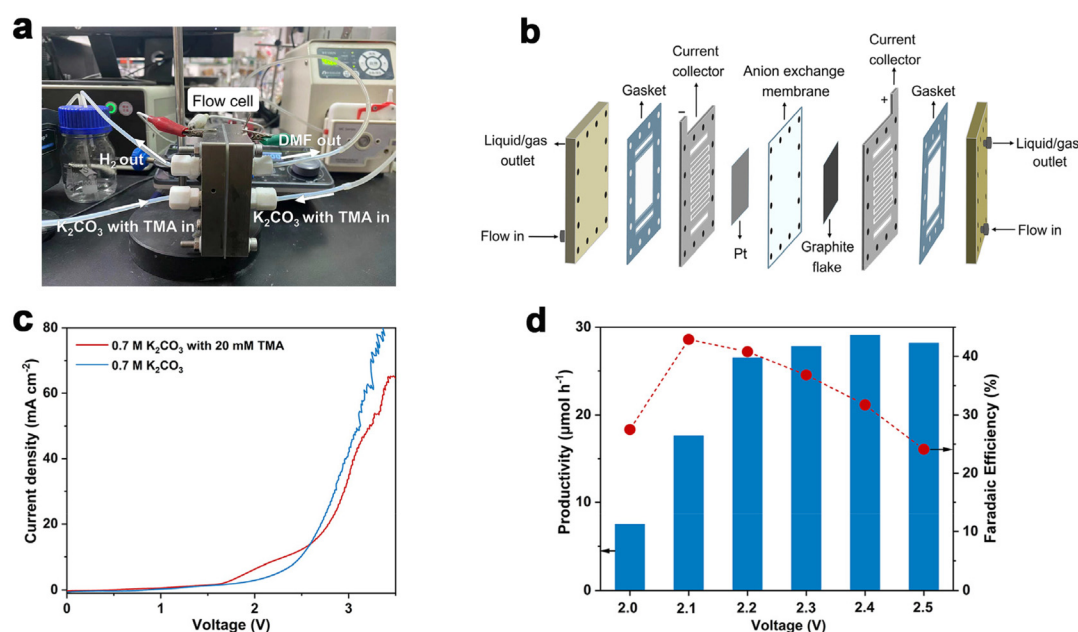 a
Flow cell
H₂ out
DMF out
K₂CO₃ with TMA in
K₂CO₃ with TMA in
b
Current
collector
Current
collector
Gasket
Anion exchange
membrane
Gasket
−
+
Liquid/gas
outlet
Liquid/gas
outlet
Flow in
Pt
Graphite
flake
Flow in
c
80
60
40
20
0
Current density (mA cm⁻²)
0.7 M K₂CO₃ with 20 mM TMA
0.7 M K₂CO₃
0
1
2
3
Voltage (V)
d
30
20
10
0
Productivity (μmol h⁻¹)
40
30
20
10
0
Faradaic Efficiency (%)
2.0
2.1
2.2
2.3
2.4
2.5
Voltage (V)